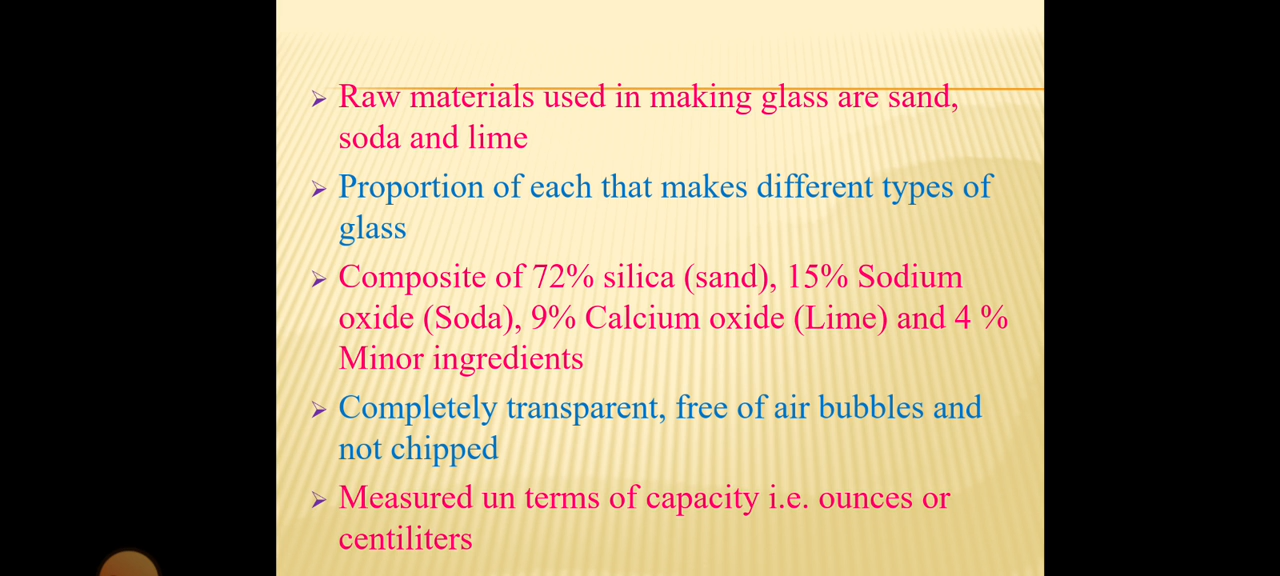 ➢ Raw materials used in making glass are sand,
soda and lime
➢ Proportion of each that makes different types of
glass
➢ Composite of 72% silica (sand), 15% Sodium
oxide (Soda), 9% Calcium oxide (Lime) and 4 %
Minor ingredients
➢ Completely transparent, free of air bubbles and
not chipped
➢ Measured un terms of capacity i.e. ounces or
centiliters